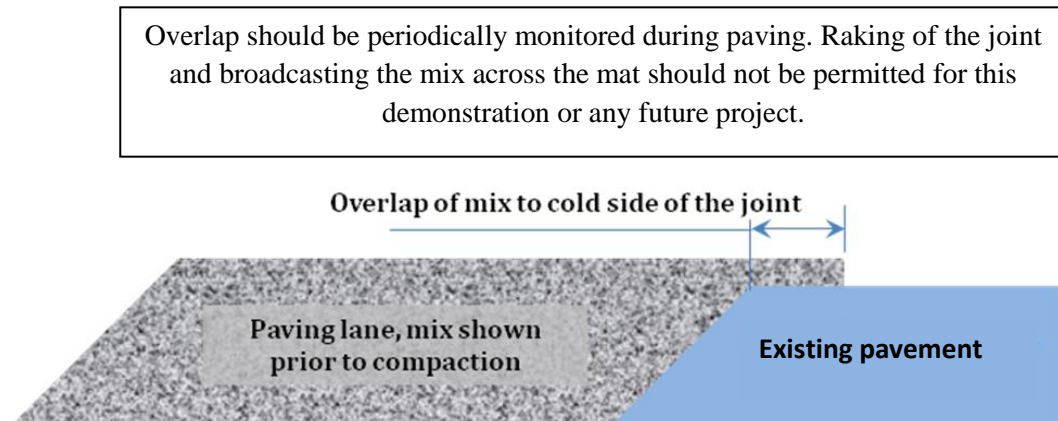 Overlap should be periodically monitored during paving. Raking of the joint
and broadcasting the mix across the mat should not be permitted for this
demonstration or any future project.
Overlap of mix to cold side of the joint
Paving lane, mix shown
prior to compaction
Existing pavement